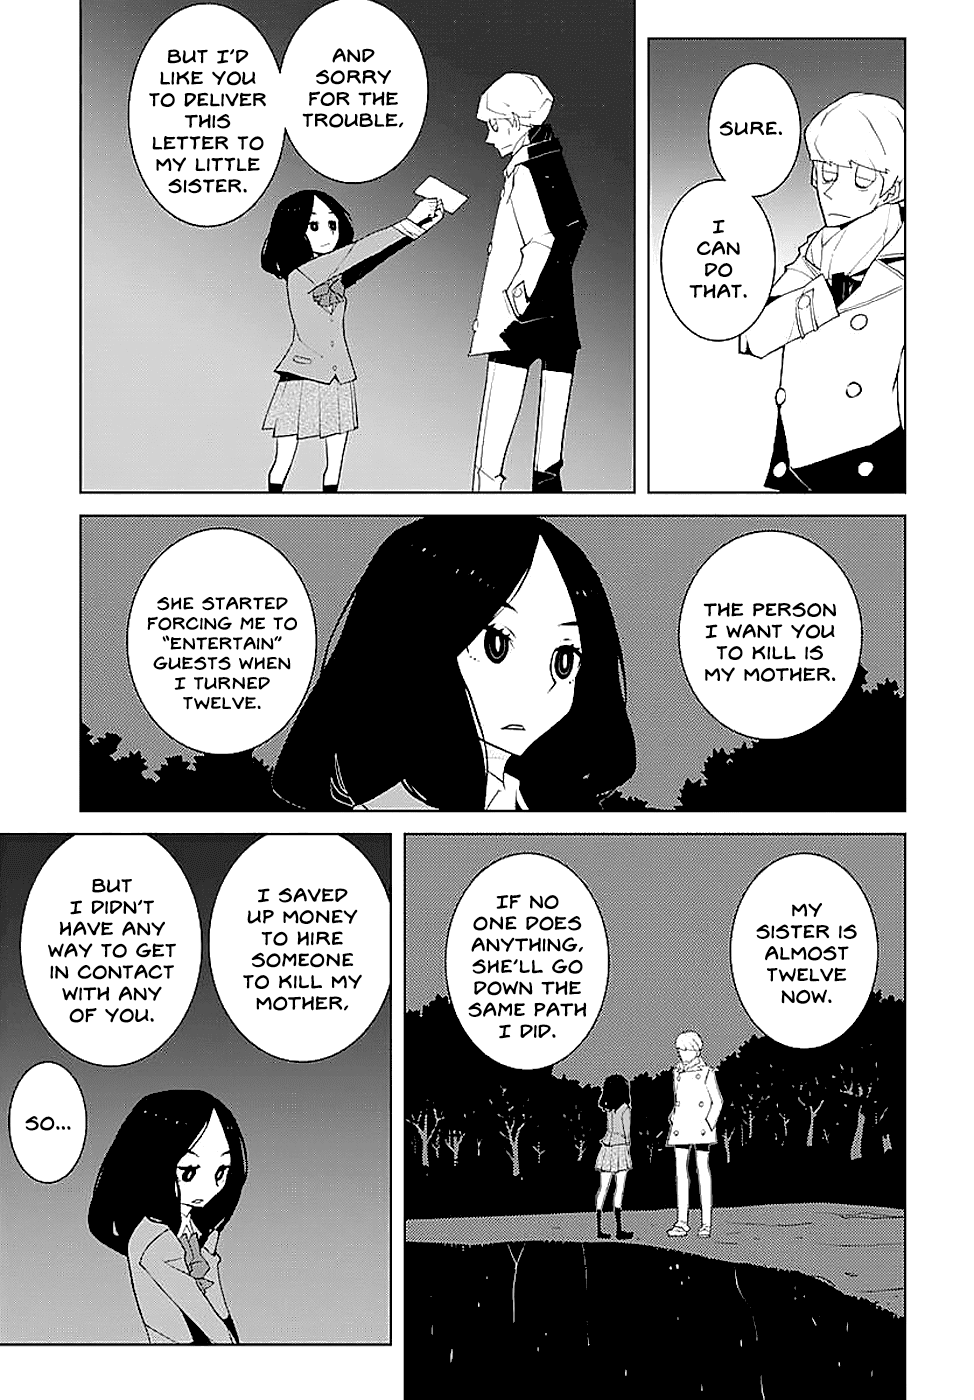 SURE.
I
CAN
DO
THAT.
AND
SORRY
FOR THE
TROUBLE,
BUT I'D
LIKE YOU
TO DELIVER
THIS
LETTER TO
MY LITTLE
SISTER.
THE PERSON
I WANT YOU
TO KILL IS
MY MOTHER.
SHE STARTED
FORCING ME TO
"ENTERTAIN"
GUESTS WHEN
I TURNED
TWELVE.
MY
SISTER IS
ALMOST
TWELVE
NOW.
IF NO
ONE DOES
ANYTHING,
SHE'LL GO
DOWN THE
SAME PATH
I DID.
I SAVED
UP MONEY
TO HIRE
SOMEONE
TO KILL MY
MOTHER,
BUT
I DIDN'T
HAVE ANY
WAY TO GET
IN CONTACT
WITH ANY
OF YOU.
SO...